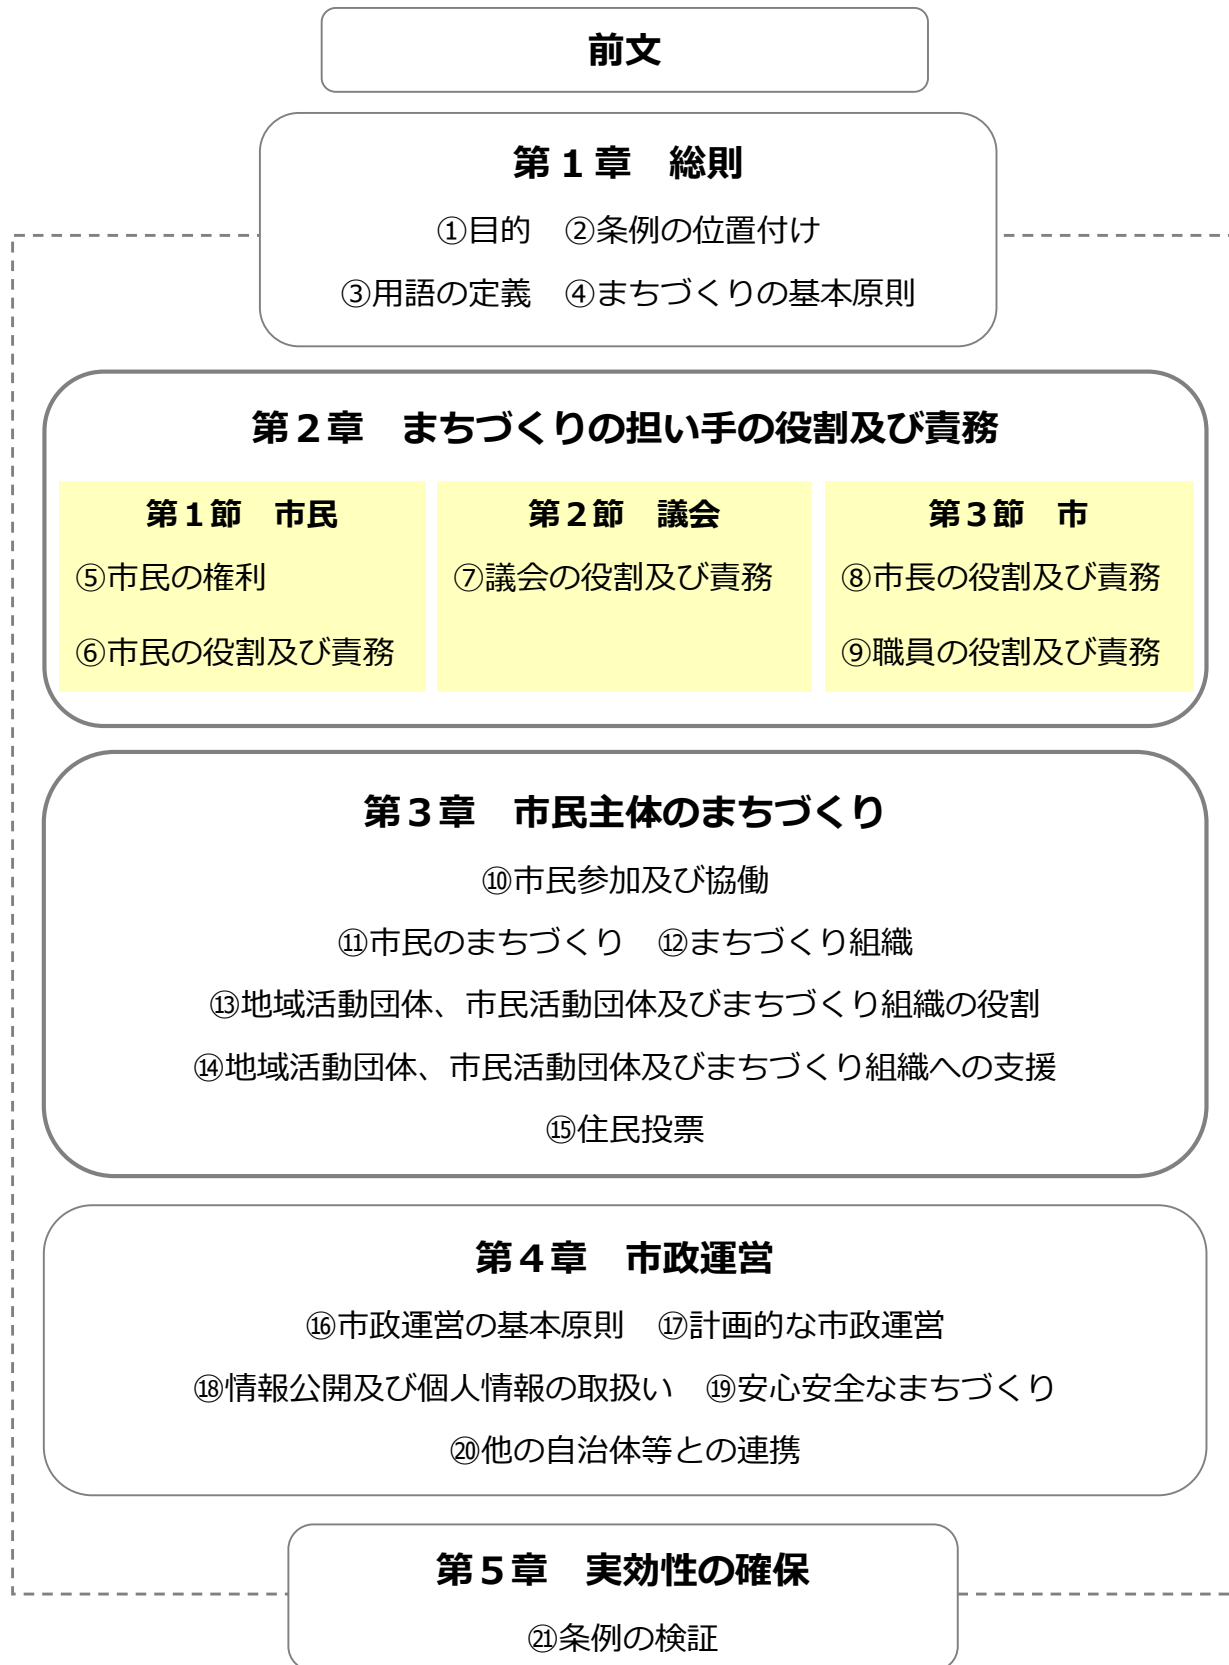 前文
第１章　総則
①目的　②条例の位置付け
③用語の定義　④まちづくりの基本原則
第２章　まちづくりの担い手の役割及び責務
第１節　市民
⑤市民の権利
⑥市民の役割及び責務
第２節　議会
⑦議会の役割及び責務
第３節　市
⑧市長の役割及び責務
⑨職員の役割及び責務
第３章　市民主体のまちづくり
⑩市民参加及び協働
⑪市民のまちづくり　⑫まちづくり組織
⑬地域活動団体、市民活動団体及びまちづくり組織の役割
⑭地域活動団体、市民活動団体及びまちづくり組織への支援
⑮住民投票
第４章　市政運営
⑯市政運営の基本原則　⑰計画的な市政運営
⑱情報公開及び個人情報の取扱い　⑲安心安全なまちづくり
⑳他の自治体等との連携
第５章　実効性の確保
㉑条例の検証